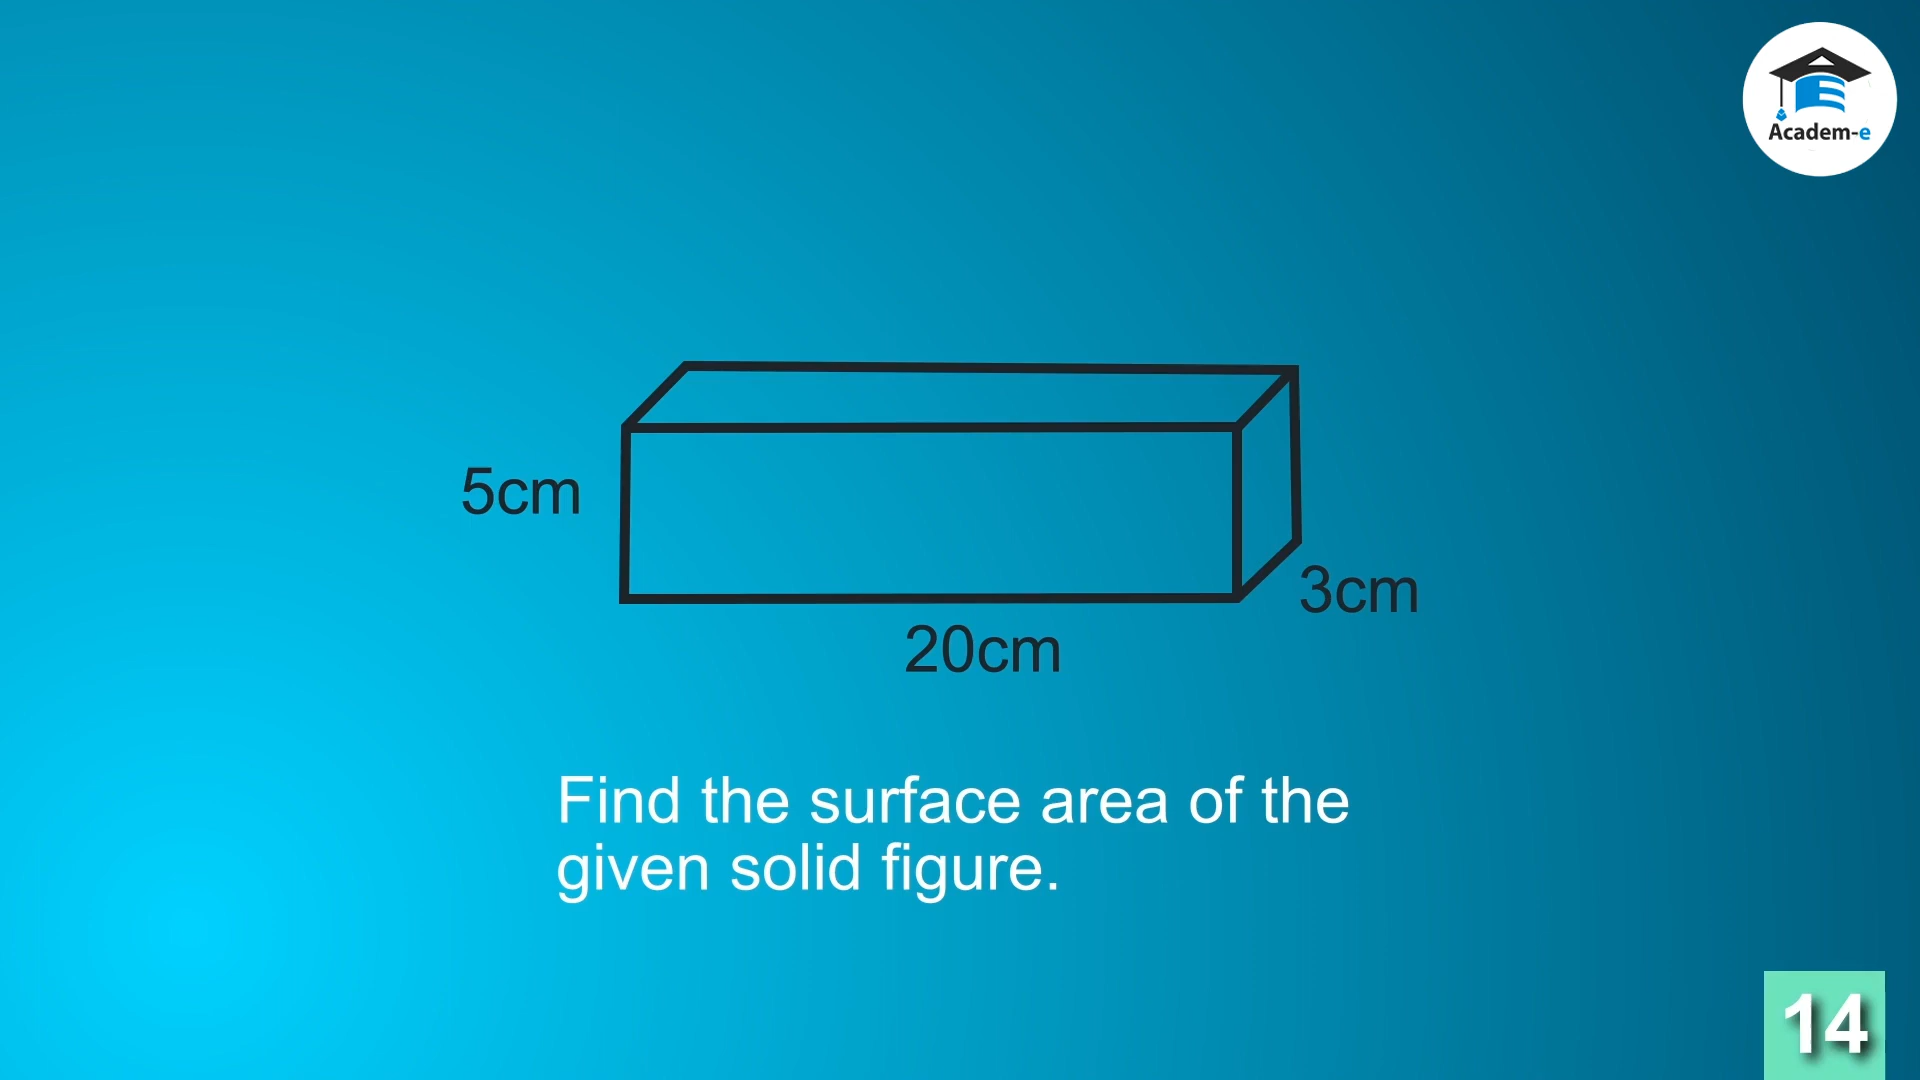 Academ-e
5cm
3cm
20cm
Find the surface area of the
given solid figure.
14